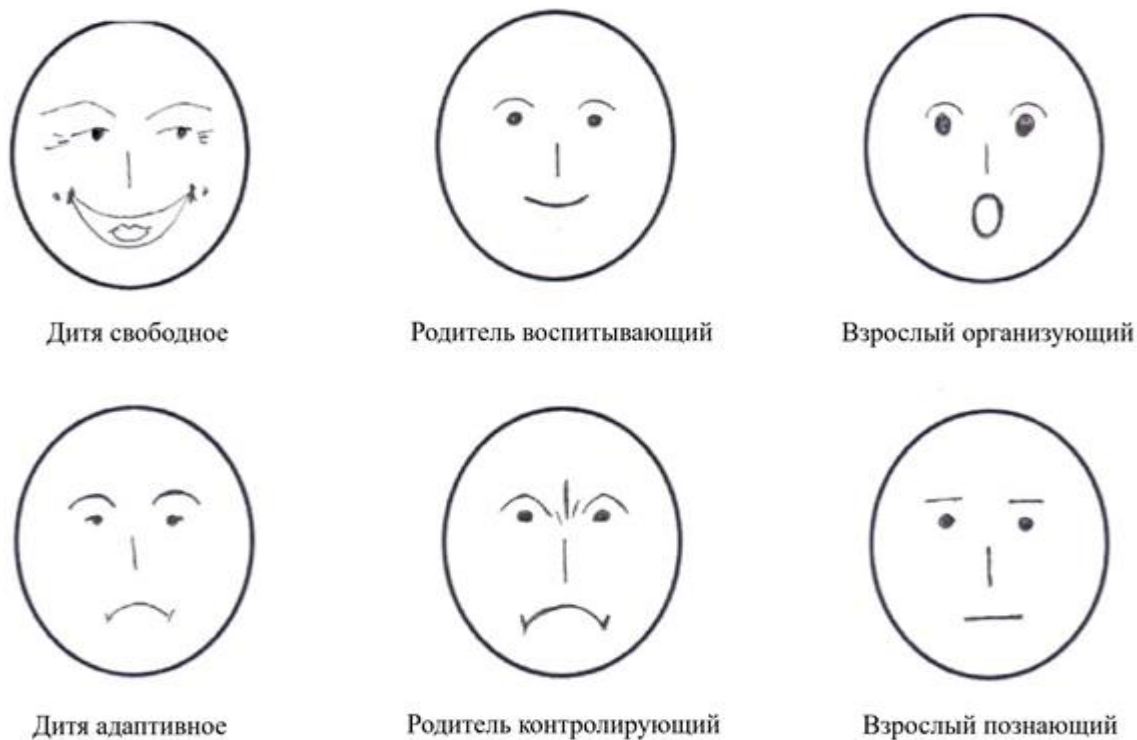 Дитя свободное
Родитель воспитывающий
Взрослый организующий
Дитя адаптивное
Родитель контролирующий
Взрослый познающий